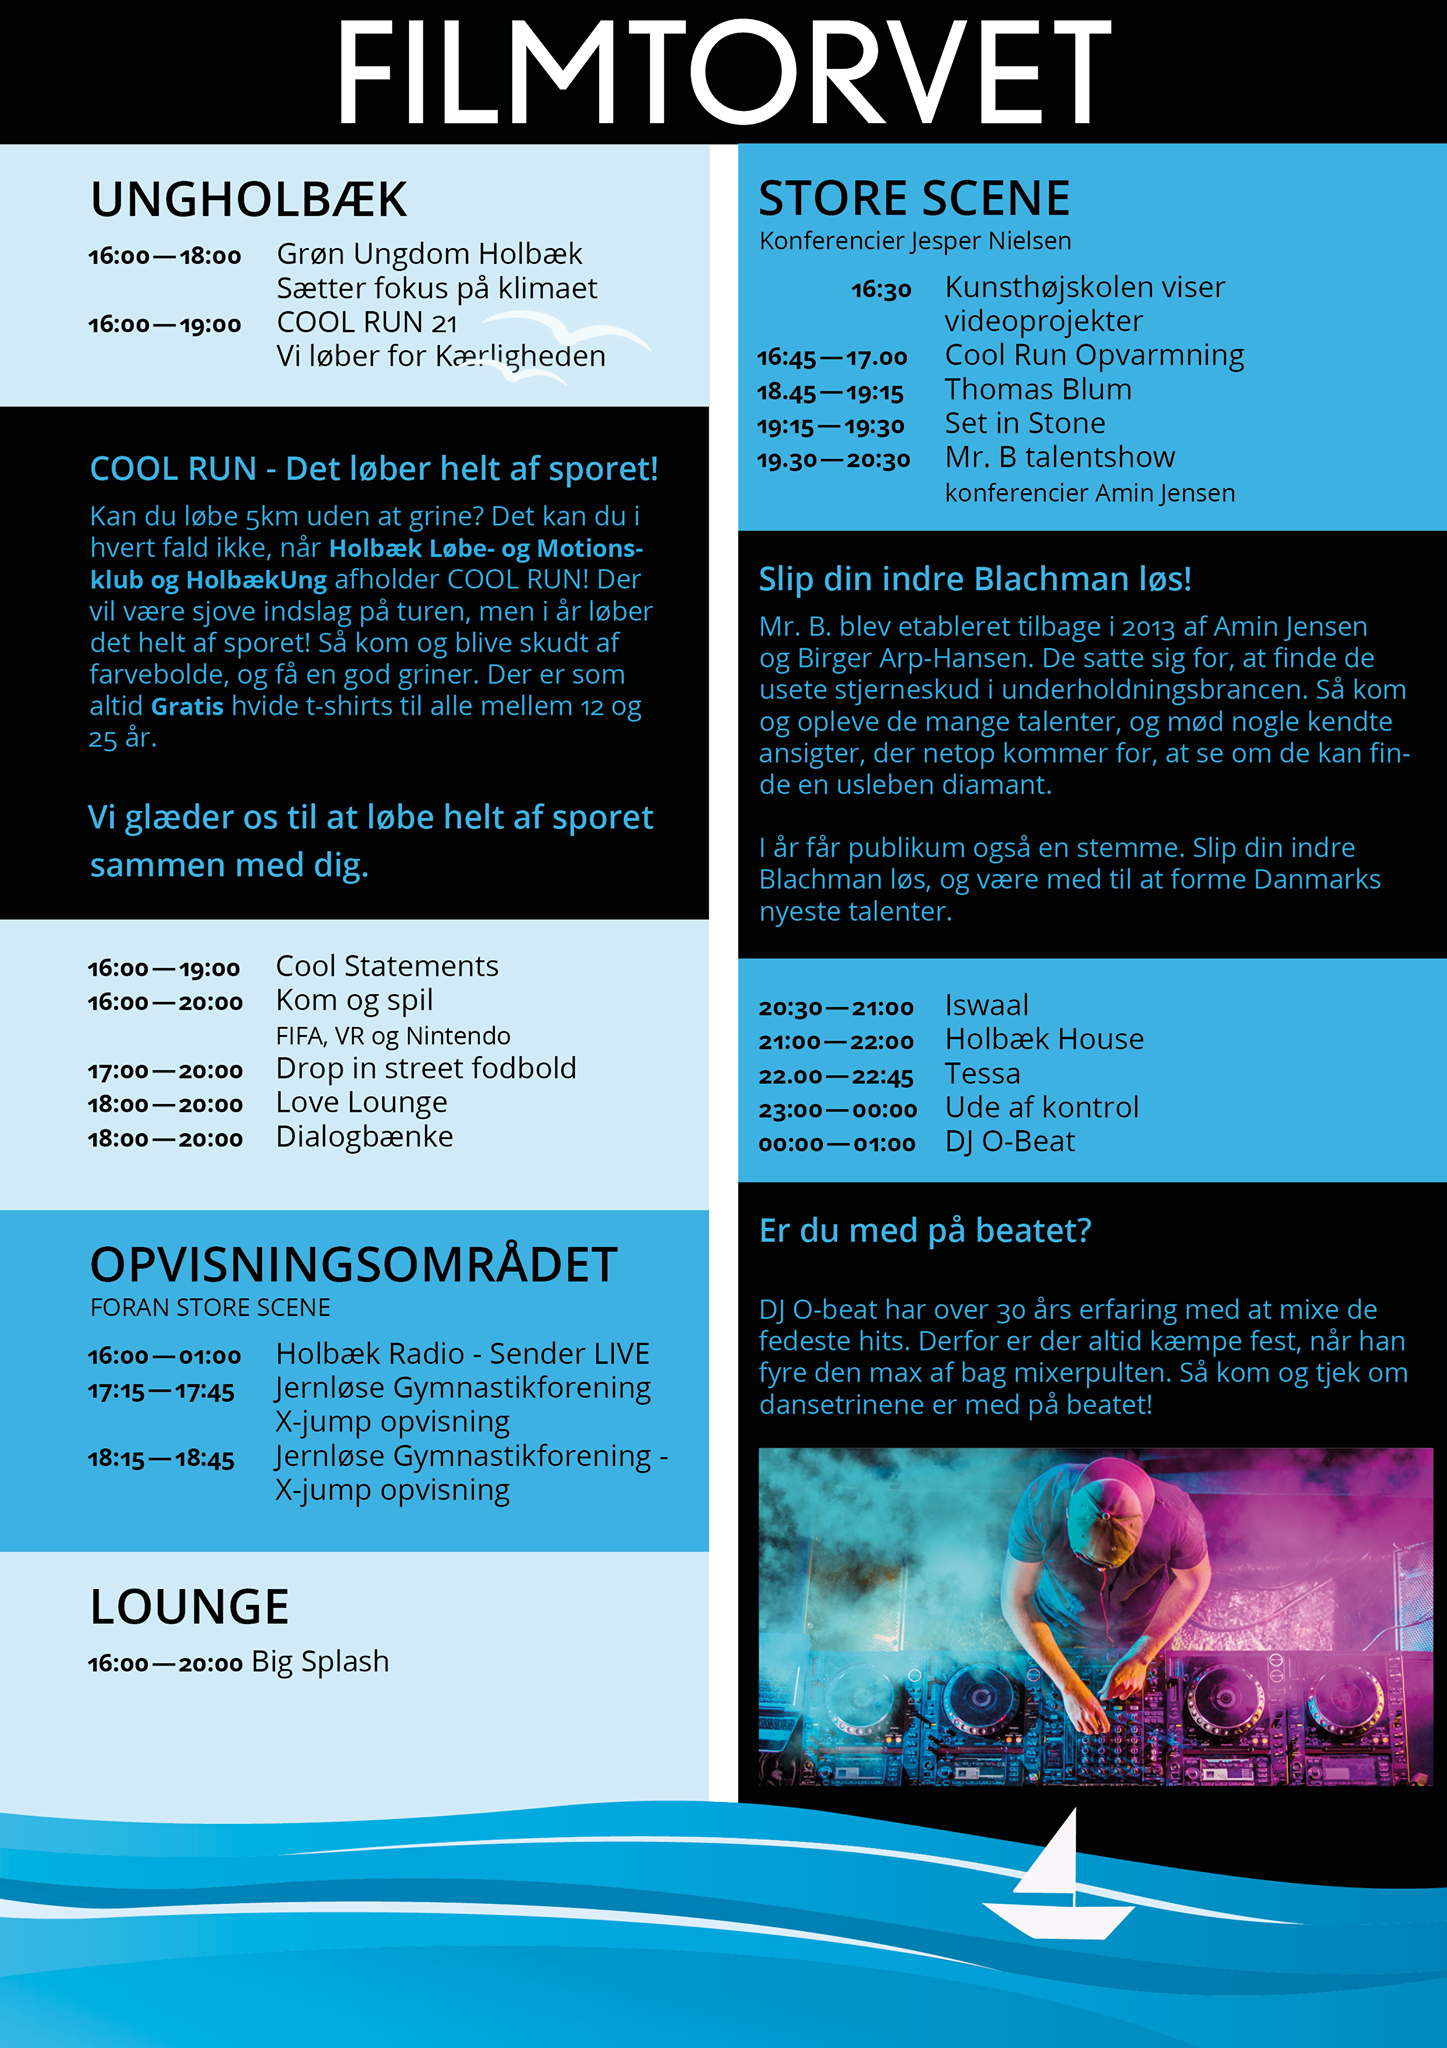 FILMTORVET
UNGHOLBÆK
16:00—18:00 Grøn Ungdom Holbæk
Sætter fokus på klimaet
16:00—19:00 COOL RUN 21
Vi løber for Kærligheden
COOL RUN - Det løber helt af sporet!
Kan du løbe 5km uden at grine? Det kan du i
hvert fald ikke, når Holbæk Løbe- og Motions-
klub og HolbækUng afholder COOL RUN! Der
vil være sjove indslag på turen, men i år løber
det helt af sporet! Så kom og blive skudt af
farvebolde, og få en god griner. Der er som
altid Gratis hvide t-shirts til alle mellem 12 og
25 år.
Vi glæder os til at løbe helt af sporet
sammen med dig.
16:00—19:00 Cool Statements
16:00—20:00 Kom og spil
FIFA, VR og Nintendo
17:00—20:00 Drop in street fodbold
18:00—20:00 Love Lounge
18:00—20:00 Dialogbænke
OPVISNINGSOMRÅDET
FORAN STORE SCENE
16:00—01:00 Holbæk Radio - Sender LIVE
17:15—17:45 Jernløse Gymnastikforening
X-jump opvisning
18:15—18:45 Jernløse Gymnastikforening -
X-jump opvisning
LOUNGE
16:00—20:00 Big Splash
STORE SCENE
Konferencier Jesper Nielsen
16:30 Kunsthøjskolen viser
videoprojekter
16:45—17.00 Cool Run Opvarmning
18.45—19:15 Thomas Blum
19:15—19:30 Set in Stone
19.30—20:30 Mr. B talentshow
konferencier Amin Jensen
Slip din indre Blachman løs!
Mr. B. blev etableret tilbage i 2013 af Amin Jensen
og Birger Arp-Hansen. De satte sig for, at finde de
usete stjerneskud i underholdningsbrancen. Så kom
og opleve de mange talenter, og mød nogle kendte
ansigter, der netop kommer for, at se om de kan fin-
de en usleben diamant.
I år får publikum også en stemme. Slip din indre
Blachman løs, og være med til at forme Danmarks
nyeste talenter.
20:30—21:00 Iswaal
21:00—22:00 Holbæk House
22.00—22:45 Tessa
23:00—00:00 Ude af kontrol
00:00—01:00 DJ O-Beat
Er du med på beatet?
DJ O-beat har over 30 års erfaring med at mixe de
fedeste hits. Derfor er der altid kæmpe fest, når han
fyre den max af bag mixerpulten. Så kom og tjek om
dansetrinene er med på beatet!